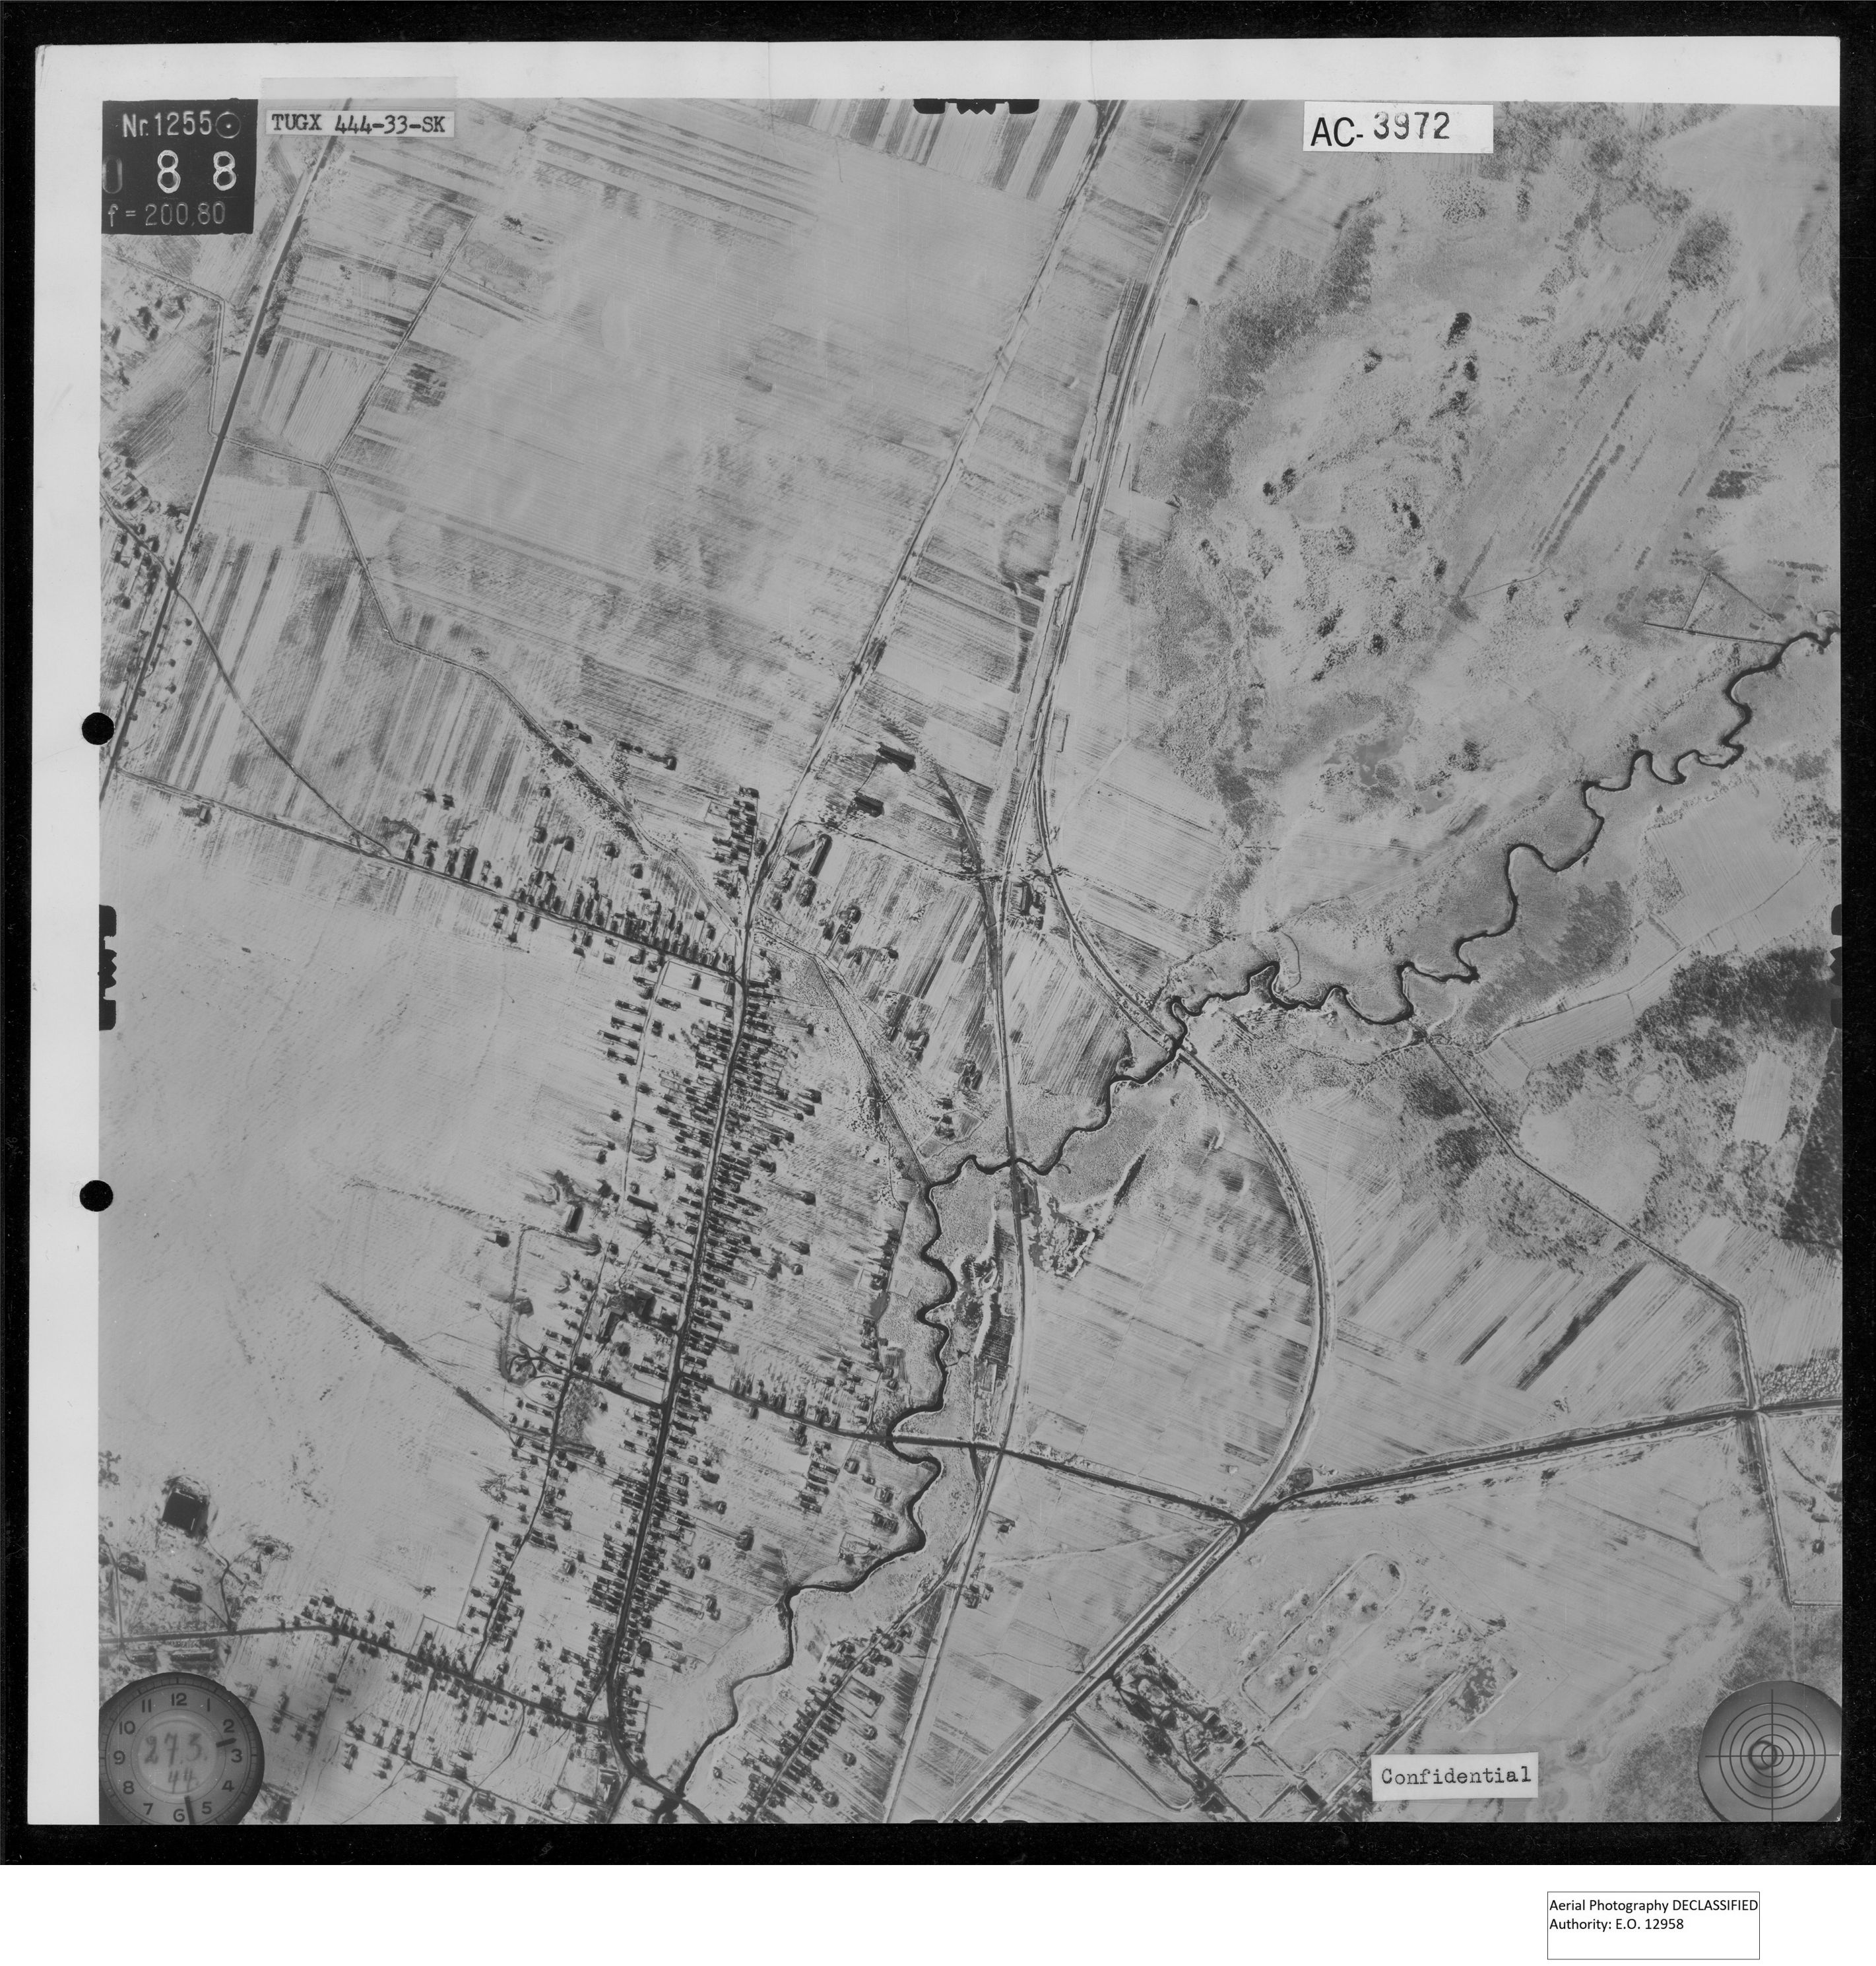 Nr.1255
88
f = 200,80
TUGX 444-33-SK
AC-3972
11 12 1
10 2
27.3.
9 3
44
8 4
7 6 5
Confidential
Aerial Photography DECLASSIFIED
Authority: E.O. 12958